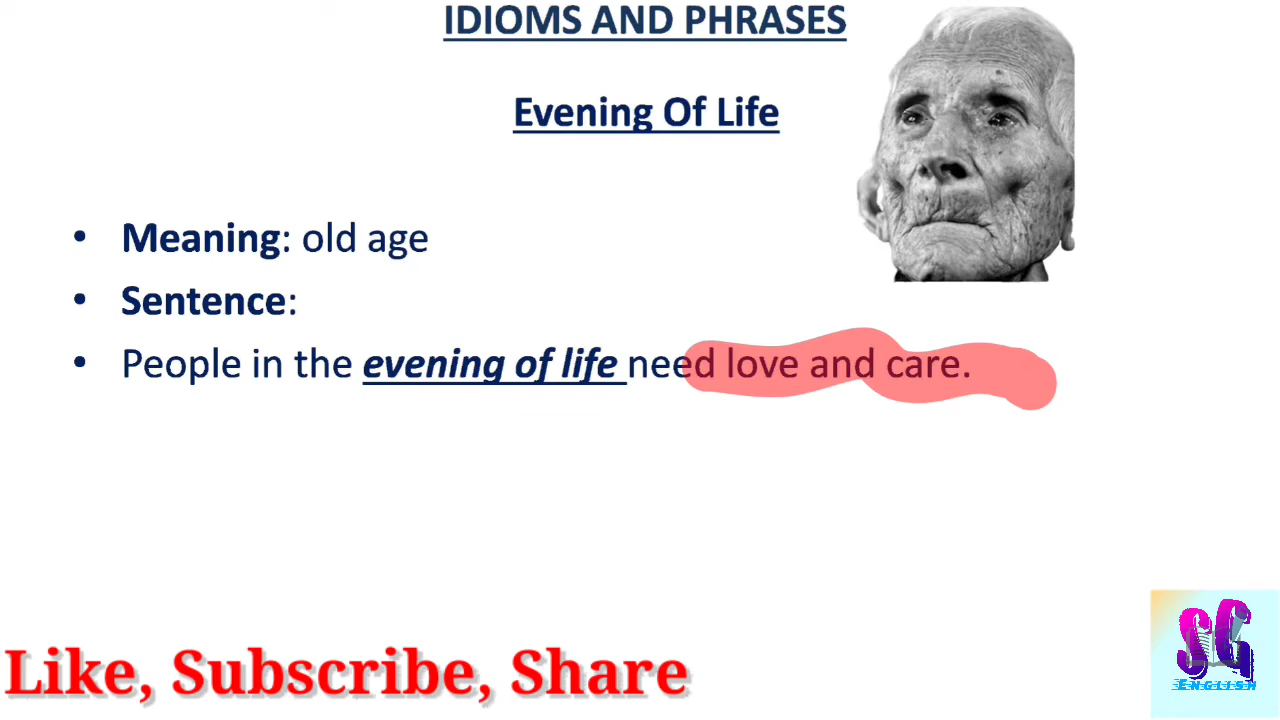 IDIOMS AND PHRASES
Evening Of Life
• Meaning: old age
• Sentence:
• People in the evening of life need love and care.
Like, Subscribe, Share
SG
ENGLISH